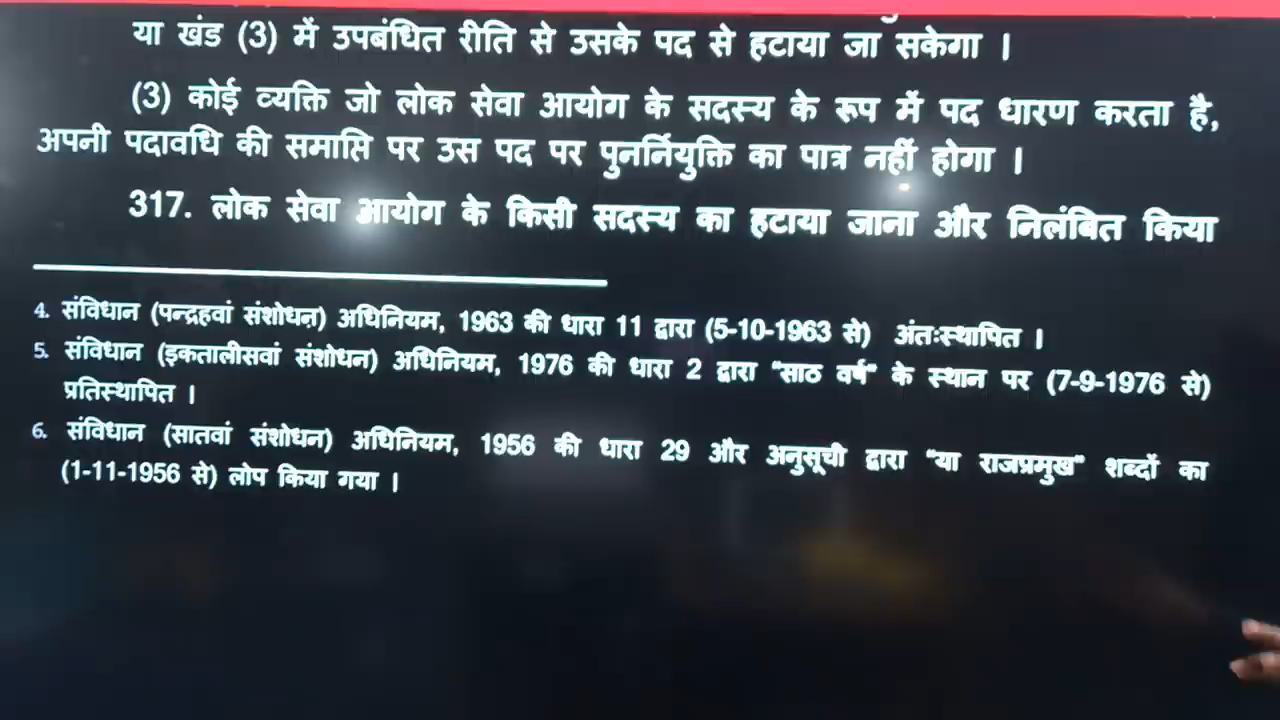 या खंड (3) में उपबंधित रीति से उसके पद से हटाया जा सकेगा ।
(3) कोई व्यक्ति जो लोक सेवा आयोग के सदस्य के रूप में पद धारण करता है,
अपनी पदावधि की समाप्ति पर उस पद पर पुनर्नियुक्ति का पात्र नहीं होगा ।
317. लोक सेवा आयोग के किसी सदस्य का हटाया जाना और निलंबित किया
4. संविधान (पन्द्रहवां संशोधन) अधिनियम, 1963 की धारा 11 द्वारा (5-10-1963 से) अंतःस्थापित ।
5. संविधान (इकतालीसवां संशोधन) अधिनियम, 1976 की धारा 2 द्वारा "साठ वर्ष" के स्थान पर (7-9-1976 से)
प्रतिस्थापित ।
6. संविधान (सातवां संशोधन) अधिनियम, 1956 की धारा 29 और अनुसूची द्वारा "या राजप्रमुख" शब्दों का
(1-11-1956 से) लोप किया गया ।